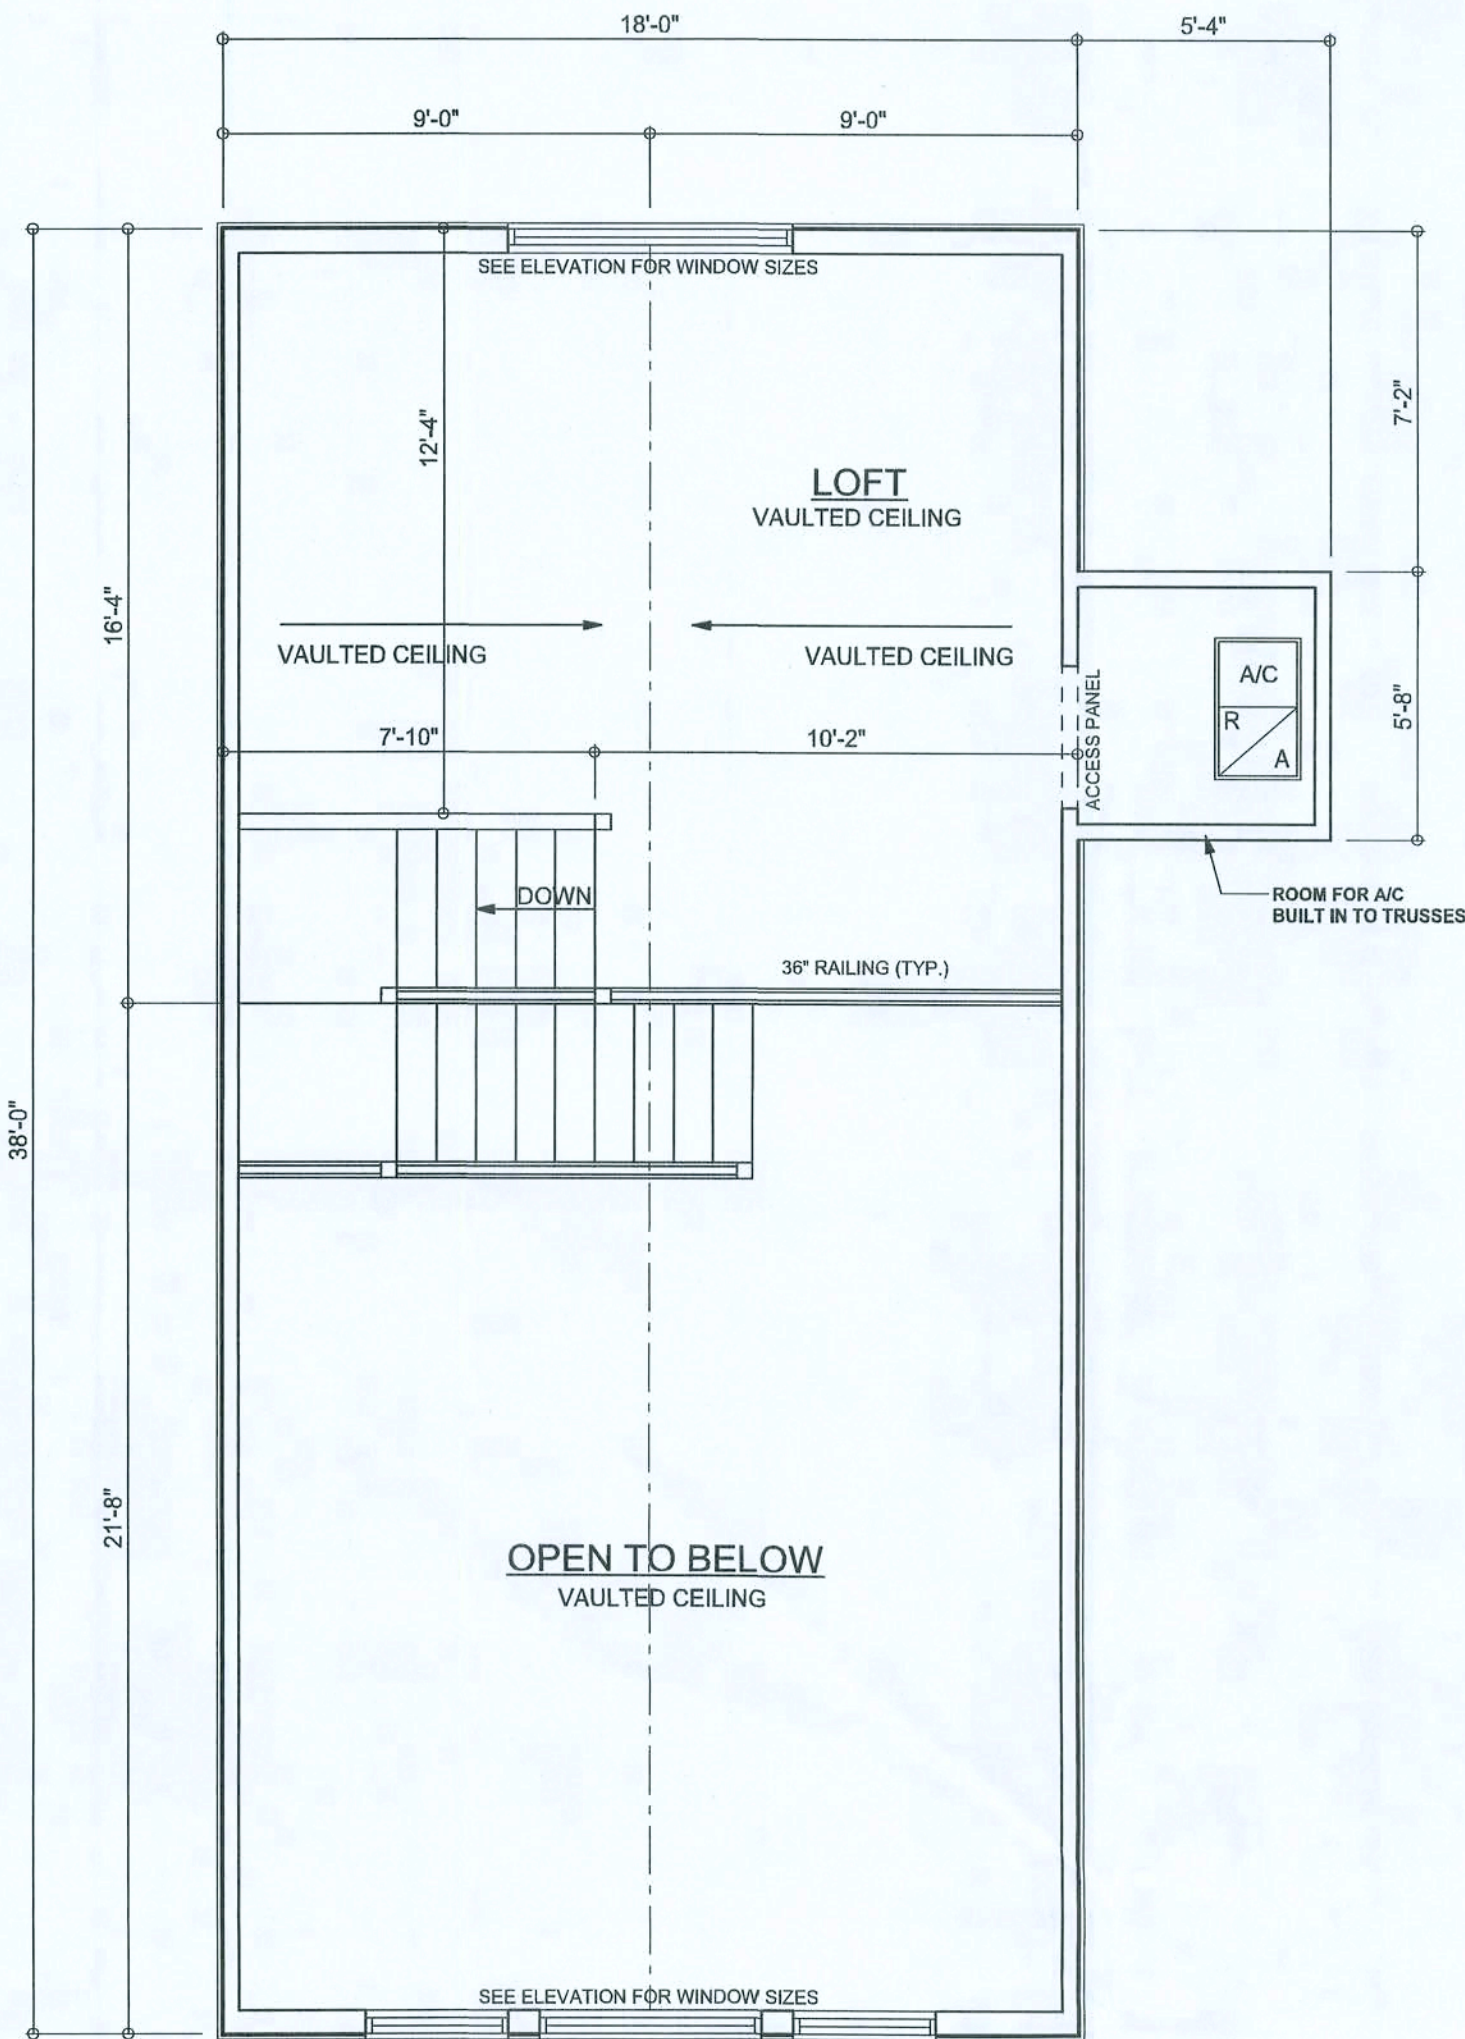 18'-0"
5'-4"
9'-0"
9'-0"
SEE ELEVATION FOR WINDOW SIZES
12'-4"
7'-2"
LOFT
VAULTED CEILING
16'-4"
VAULTED CEILING
VAULTED CEILING
ACCESS PANEL
A/C
R
A
5'-8"
7'-10"
10'-2"
DOWN
ROOM FOR A/C
BUILT IN TO TRUSSES
36" RAILING (TYP.)
38'-0"
21'-8"
OPEN TO BELOW
VAULTED CEILING
SEE ELEVATION FOR WINDOW SIZES